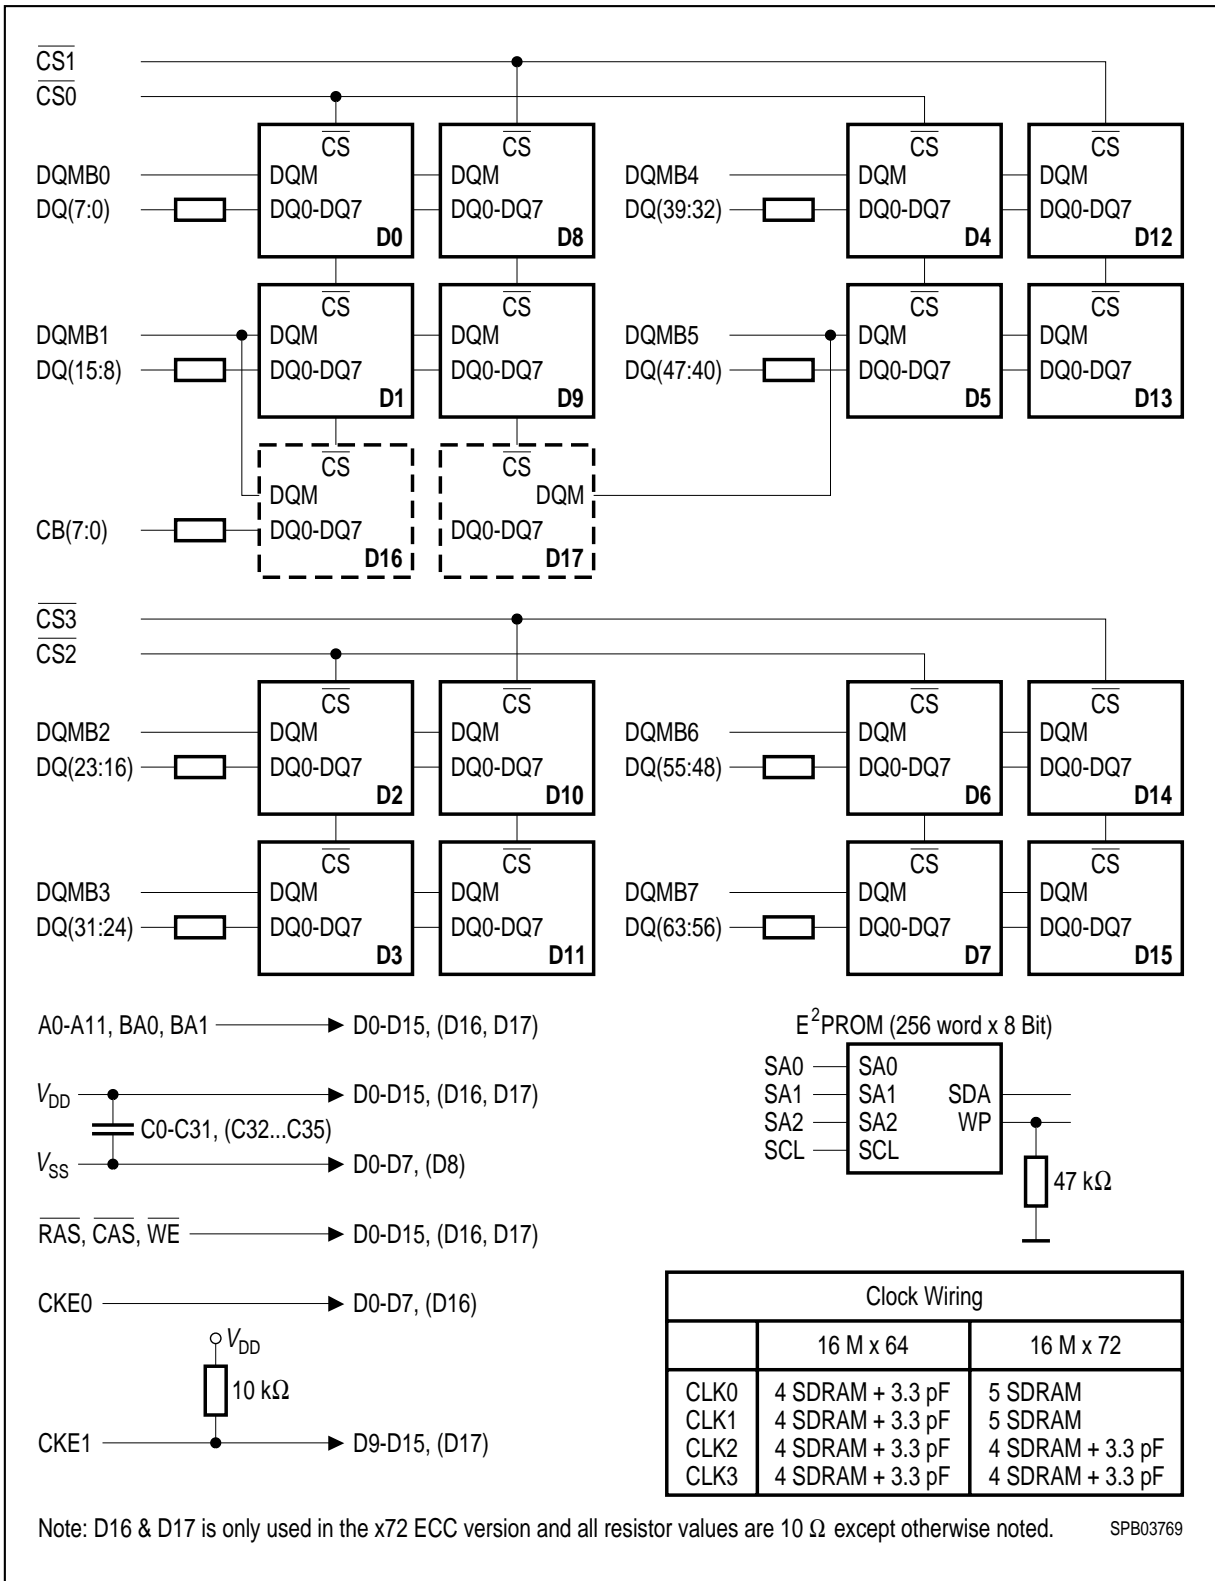 CS1
CS0
CS CS CS CS
DQMB0 DQM DQM DQMB4 DQM DQM
DQ(7:0) DQ0-DQ7 DQ0-DQ7 DQ(39:32) DQ0-DQ7 DQ0-DQ7
D0 D8 D4 D12
CS CS CS CS
DQMB1 DQM DQM DQMB5 DQM DQM
DQ(15:8) DQ0-DQ7 DQ0-DQ7 DQ(47:40) DQ0-DQ7 DQ0-DQ7
D1 D9 D5 D13
CS CS
DQM DQM
CB(7:0) DQ0-DQ7 DQ0-DQ7
D16 D17
CS3
CS2
CS CS CS CS
DQMB2 DQM DQM DQMB6 DQM DQM
DQ(23:16) DQ0-DQ7 DQ0-DQ7 DQ(55:48) DQ0-DQ7 DQ0-DQ7
D2 D10 D6 D14
CS CS CS CS
DQMB3 DQM DQM DQMB7 DQM DQM
DQ(31:24) DQ0-DQ7 DQ0-DQ7 DQ(63:56) DQ0-DQ7 DQ0-DQ7
D3 D11 D7 D15
A0-A11, BA0, BA1 D0-D15, (D16, D17)
VDD D0-D15, (D16, D17)
C0-C31, (C32...C35)
VSS D0-D7, (D8)
RAS, CAS, WE D0-D15, (D16, D17)
CKE0 D0-D7, (D16)
VDD
10 kΩ
CKE1 D9-D15, (D17)
E²PROM (256 word x 8 Bit)
SA0 SA0
SA1 SA1 SDA
SA2 SA2 WP
SCL SCL
47 kΩ
Clock Wiring
16 M x 64 16 M x 72
CLK0 4 SDRAM + 3.3 pF 5 SDRAM
CLK1 4 SDRAM + 3.3 pF 5 SDRAM
CLK2 4 SDRAM + 3.3 pF 4 SDRAM + 3.3 pF
CLK3 4 SDRAM + 3.3 pF 4 SDRAM + 3.3 pF
Note: D16 & D17 is only used in the x72 ECC version and all resistor values are 10 Ω except otherwise noted. SPB03769